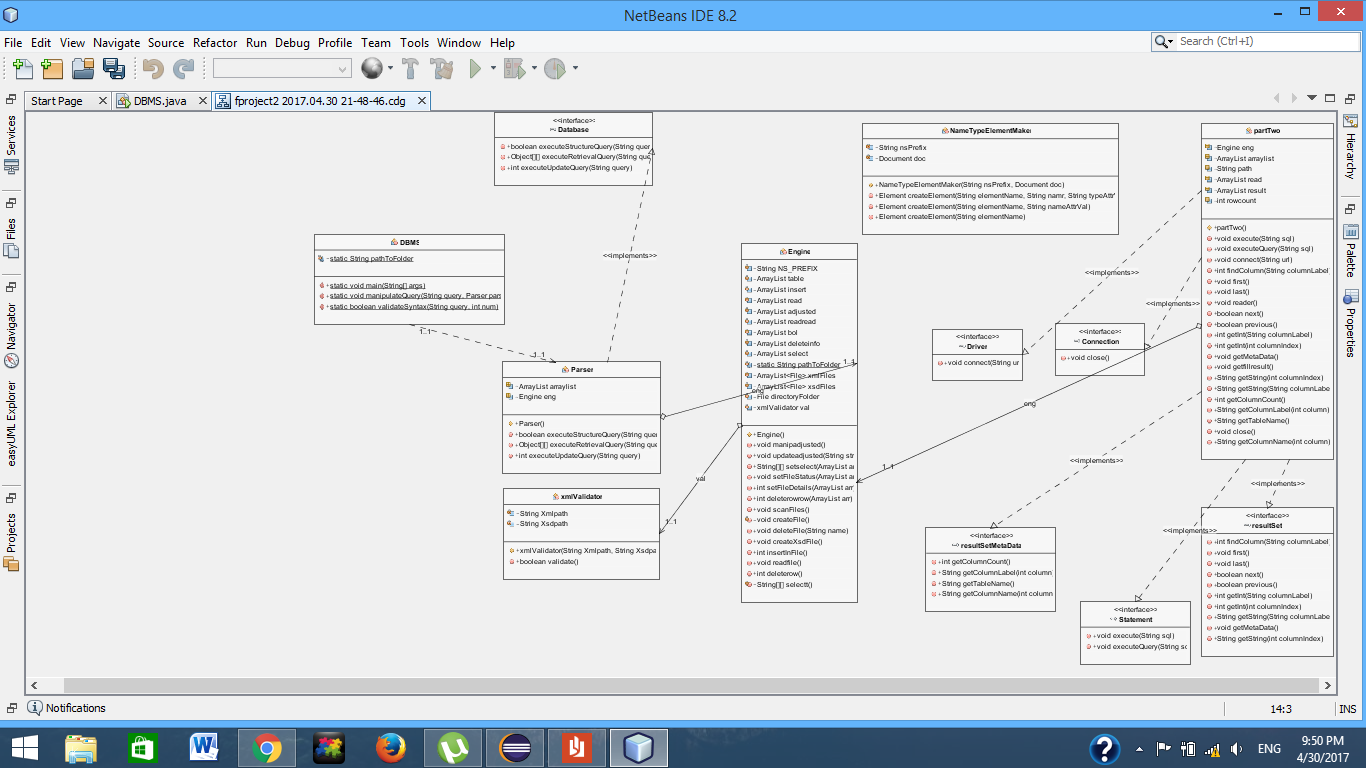 NetBeans IDE 8.2
File Edit View Navigate Source Refactor Run Debug Profile Team Tools Window Help
Search (Ctrl+I)
Start Page
DBMS.java
fproject2 2017.04.30 21-48-46.cdg
Services
Files
Navigator
easyUML Explorer
Projects
Hierarchy
Palette
Properties
<<interface>>
Database
+boolean executeStructureQuery(String quer
+Object[][] executeRetrievalQuery(String que
+int executeUpdateQuery(String query)
NameTypeElementMaker
-String nsPrefix
-Document doc
+NameTypeElementMaker(String nsPrefix, Document doc)
+Element createElement(String elementName, String namr, String typeAttr
+Element createElement(String elementName, String nameAttrVal)
+Element createElement(String elementName)
partTwo
-Engine eng
-ArrayList arraylist
-String path
-ArrayList read
-ArrayList result
-int rowcount
+partTwo()
+void execute(String sql)
+void executeQuery(String sql)
+void connect(String url)
+int findColumn(String columnLabel
+void first()
+void last()
+void reader()
+boolean next()
+boolean previous()
+int getInt(String columnLabel)
+int getInt(int columnIndex)
+void getMetaData()
+void getfillresult()
+String getString(int columnIndex)
+String getString(String columnLabe
+int getColumnCount()
+String getColumnLabel(int column)
+String getTableName()
+void close()
+String getColumnName(int column)
DBMS
-static String pathToFolder
+static void main(String[] args)
+static void manipulateQuery(String query, Parser pars
+static boolean validateSyntax(String query, int num)
1..1
1..1
<<implements>>
Parser
-ArrayList arraylist
-Engine eng
+Parser()
+boolean executeStructureQuery(String quer
+Object[][] executeRetrievalQuery(String que
+int executeUpdateQuery(String query)
xmlValidator
-String Xmlpath
-String Xsdpath
+xmlValidator(String Xmlpath, String Xsdpa
+boolean validate()
eng
1..1
val
1..1
Engine
-String NS_PREFIX
-ArrayList table
-ArrayList insert
-ArrayList read
-ArrayList adjusted
-ArrayList readread
-ArrayList bol
-ArrayList deleteinfo
-ArrayList select
-static String pathToFolder
-ArrayList<File> xmlFiles
-ArrayList<File> xsdFiles
-File directoryFolder
-xmlValidator val
+Engine()
+void manipadjusted()
+void updateadjusted(String str
+String[][] setselect(ArrayList ar
+void setFileStatus(ArrayList ar
+int setFileDetails(ArrayList arr
+int deleterowrow(ArrayList arr)
+void scanFiles()
+void createFile()
+void deleteFile(String name)
+void createXsdFile()
+int insertInFile()
+void readfile()
+int deleterow()
+String[][] selectt()
<<implements>>
<<implements>>
<<interface>>
Driver
+void connect(String ur
<<interface>>
Connection
+void close()
eng
1..1
<<implements>>
<<implements>>
<<implements>>
<<interface>>
resultSetMetaData
+int getColumnCount()
+String getColumnLabel(int column
+String getTableName()
+String getColumnName(int column
<<interface>>
Statement
+void execute(String sql)
+void executeQuery(String sq
<<interface>>
resultSet
+int findColumn(String columnLabel
+void first()
+void last()
+boolean next()
+boolean previous()
+int getInt(String columnLabel)
+int getInt(int columnIndex)
+String getString(String columnLabe
+void getMetaData()
+String getString(int columnIndex)
Notifications
14:3
INS
ENG
9:50 PM
4/30/2017